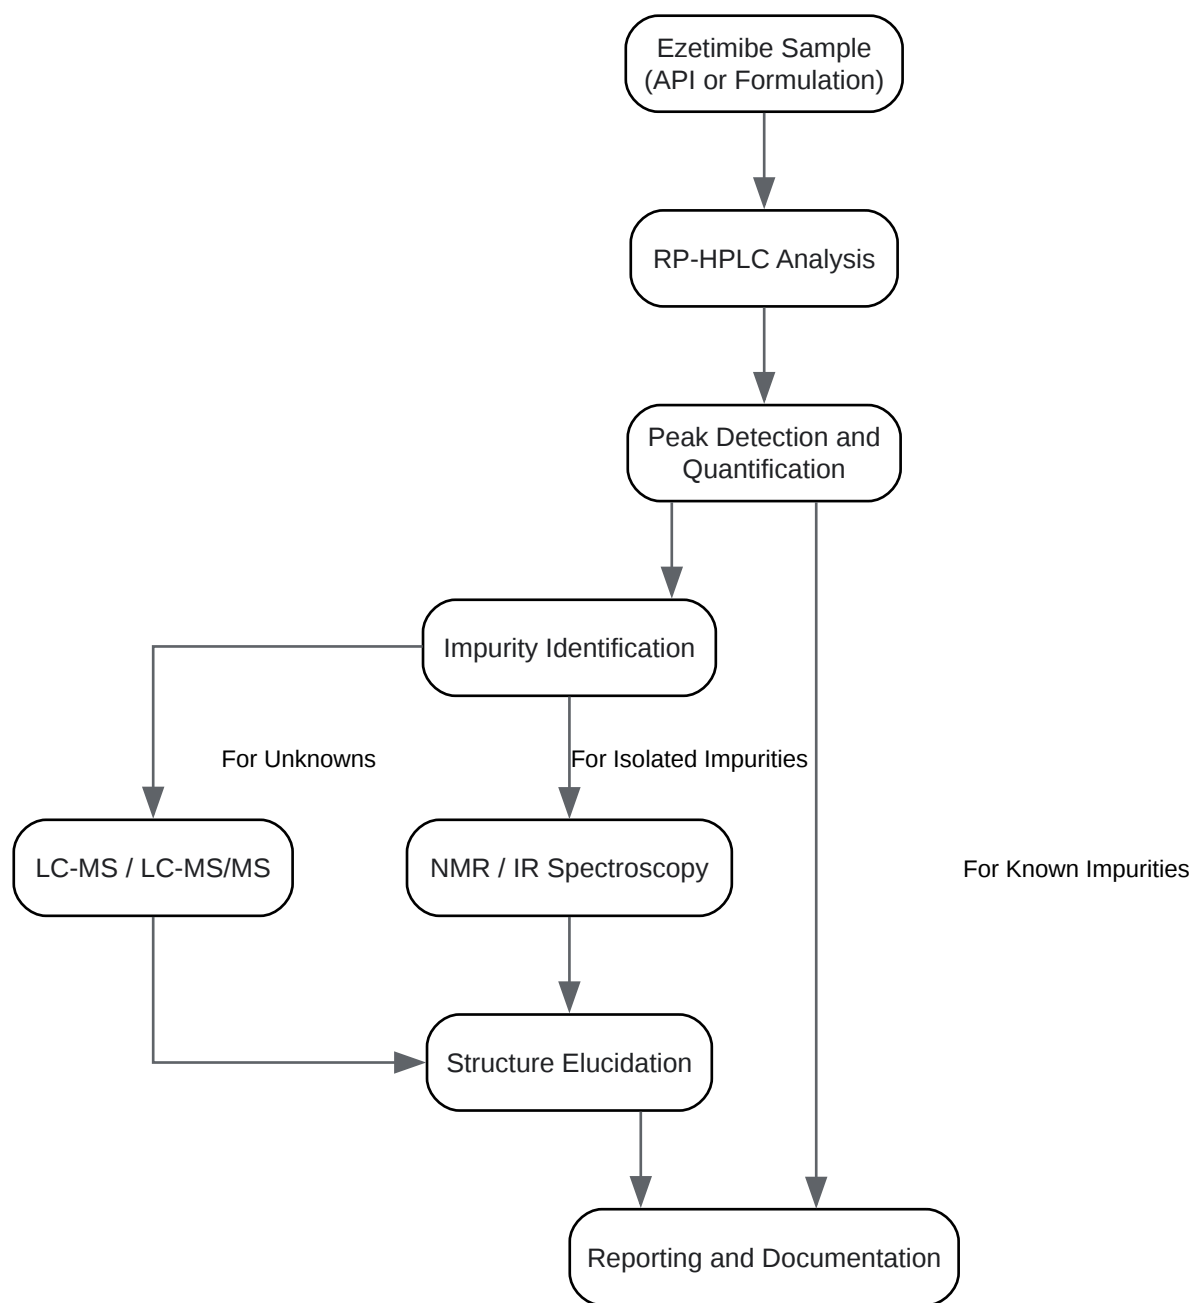 Ezetimibe Sample
(API or Formulation)
RP-HPLC Analysis
Peak Detection and
Quantification
Impurity Identification
For Unknowns
For Isolated Impurities
LC-MS / LC-MS/MS
NMR / IR Spectroscopy
For Known Impurities
Structure Elucidation
Reporting and Documentation